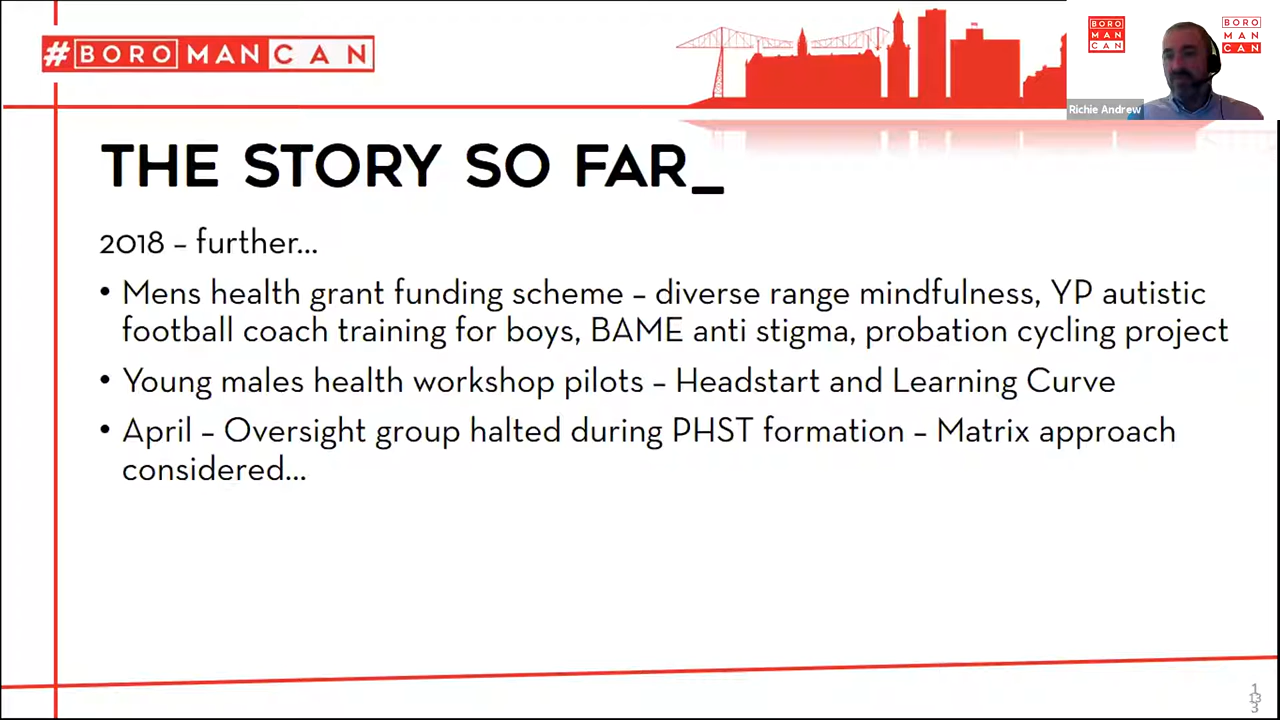 #BOROMANCAN
BORO
MAN
CAN
BORO
MAN
CAN
Richie Andrew
THE STORY SO FAR_
2018 – further...
• Mens health grant funding scheme – diverse range mindfulness, YP autistic
football coach training for boys, BAME anti stigma, probation cycling project
• Young males health workshop pilots – Headstart and Learning Curve
• April – Oversight group halted during PHST formation – Matrix approach
considered...